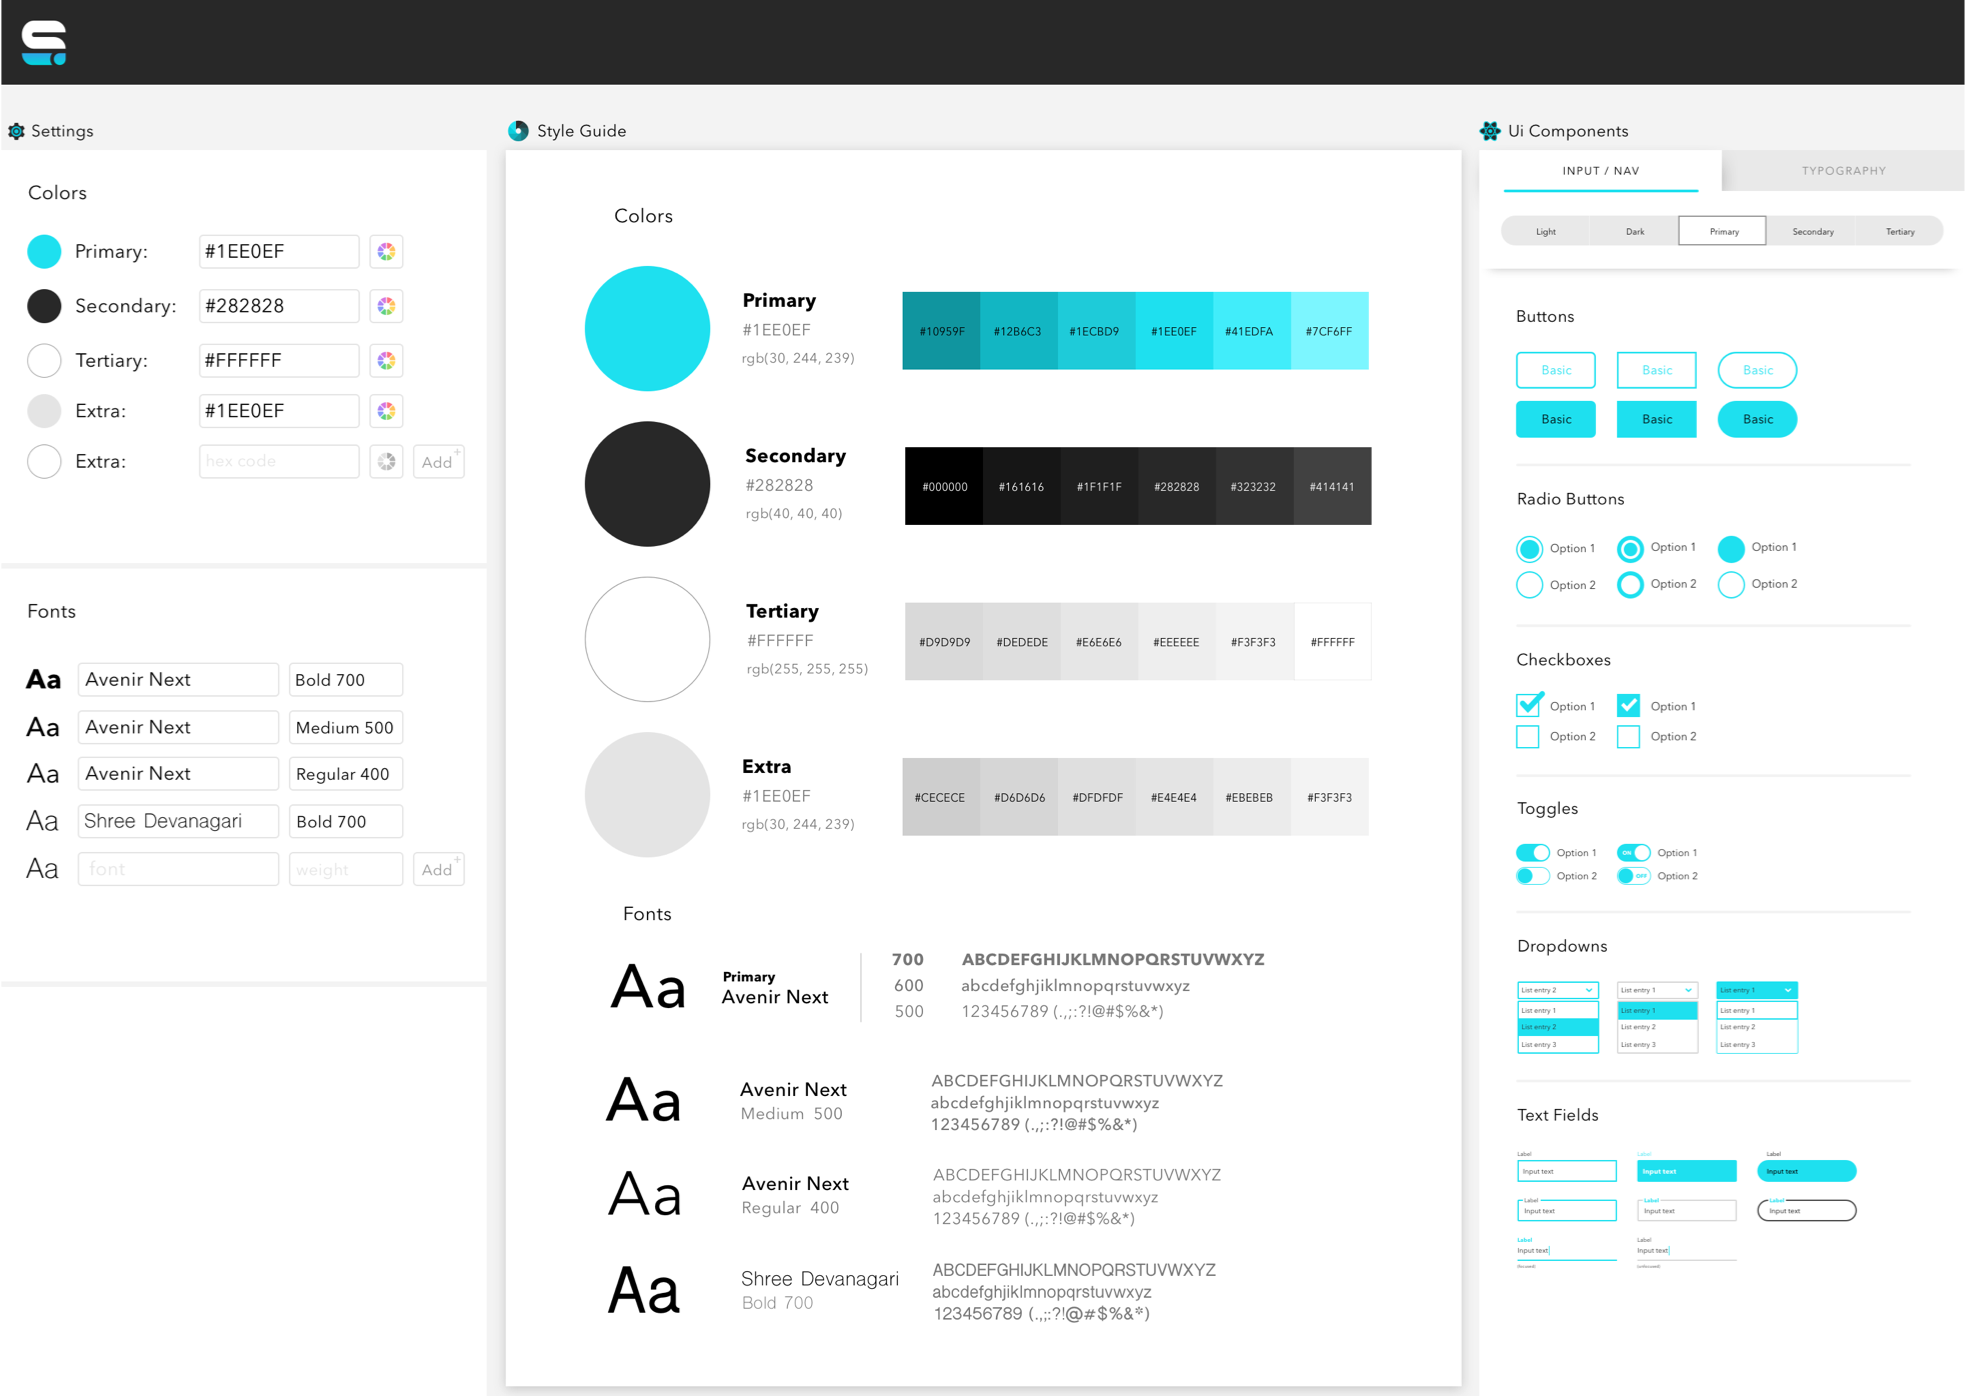 Settings
Colors
Primary: #1EE0EF
Secondary: #282828
Tertiary: #FFFFFF
Extra: #1EE0EF
Extra: hex code Add+
Fonts
Aa Avenir Next Bold 700
Aa Avenir Next Medium 500
Aa Avenir Next Regular 400
Aa Shree Devanagari Bold 700
Aa font weight Add+
Style Guide
Colors
Primary
#1EE0EF
rgb(30, 244, 239)
#10959F #12B6C3 #1ECBD9 #1EE0EF #41EDFA #7CF6FF
Secondary
#282828
rgb(40, 40, 40)
#000000 #161616 #1F1F1F #282828 #323232 #414141
Tertiary
#FFFFFF
rgb(255, 255, 255)
#D9D9D9 #DEDEDE #E6E6E6 #EEEEEE #F3F3F3 #FFFFFF
Extra
#1EE0EF
rgb(30, 244, 239)
#CECECE #D6D6D6 #DFDFDF #E4E4E4 #EBEBEB #F3F3F3
Fonts
Aa
Primary
Avenir Next
700 ABCDEFGHIJKLMNOPQRSTUVWXYZ
600 abcdefghjiklmnopqrstuvwxyz
500 123456789 (.,;:?!@#$%&*)
Aa
Avenir Next
Medium 500
ABCDEFGHIJKLMNOPQRSTUVWXYZ
abcdefghjiklmnopqrstuvwxyz
123456789 (.,;:?!@#$%&*)
Aa
Avenir Next
Regular 400
ABCDEFGHIJKLMNOPQRSTUVWXYZ
abcdefghjiklmnopqrstuvwxyz
123456789 (.,;:?!@#$%&*)
Aa
Shree Devanagari
Bold 700
ABCDEFGHIJKLMNOPQRSTUVWXYZ
abcdefghjiklmnopqrstuvwxyz
123456789 (.,;:?!@#$%&*)
Ui Components
INPUT / NAV TYPOGRAPHY
Light Dark Primary Secondary Tertiary
Buttons
Basic Basic Basic
Basic Basic Basic
Radio Buttons
Option 1 Option 1 Option 1
Option 2 Option 2 Option 2
Checkboxes
Option 1 Option 1
Option 2 Option 2
Toggles
Option 1 ON Option 1
Option 2 OFF Option 2
Dropdowns
List entry 2 List entry 1 List entry 1
List entry 1 List entry 1 List entry 1
List entry 2 List entry 2 List entry 2
List entry 3 List entry 3 List entry 3
Text Fields
Label Label Label
Input text Input text Input text
Label Label Label
Input text Input text Input text
Label Label
Input text Input text